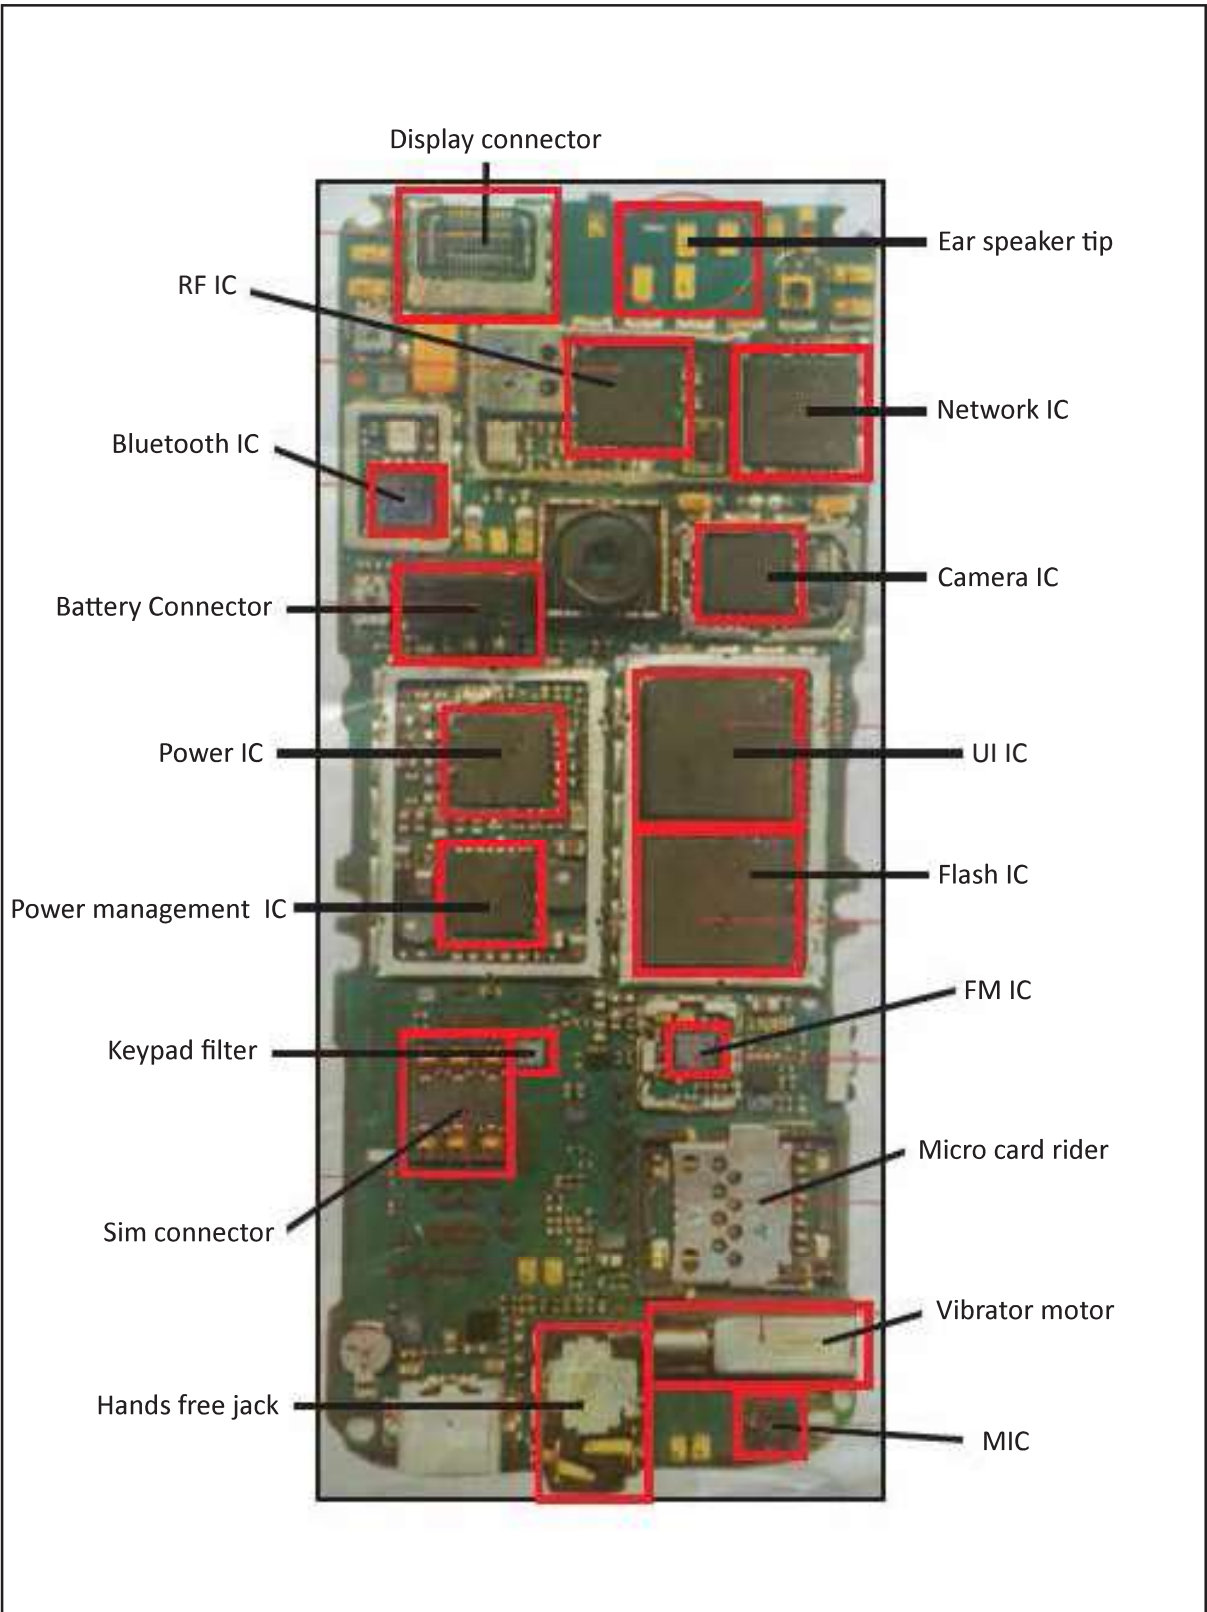 Display connector
Ear speaker tip
RF IC
Network IC
Bluetooth IC
Camera IC
Battery Connector
Power IC
UI IC
Flash IC
Power management IC
FM IC
Keypad filter
Micro card rider
Sim connector
Vibrator motor
Hands free jack
MIC